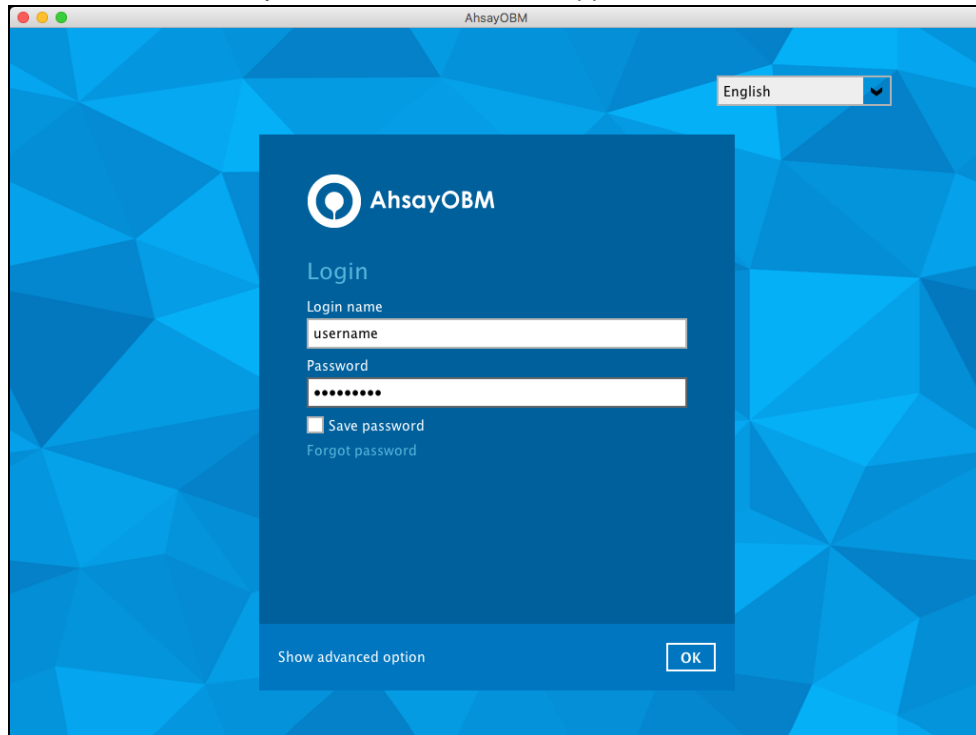 AhsayOBM
English
AhsayOBM
Login
Login name
username
Password
•••••••••
Save password
Forgot password
Show advanced option
OK